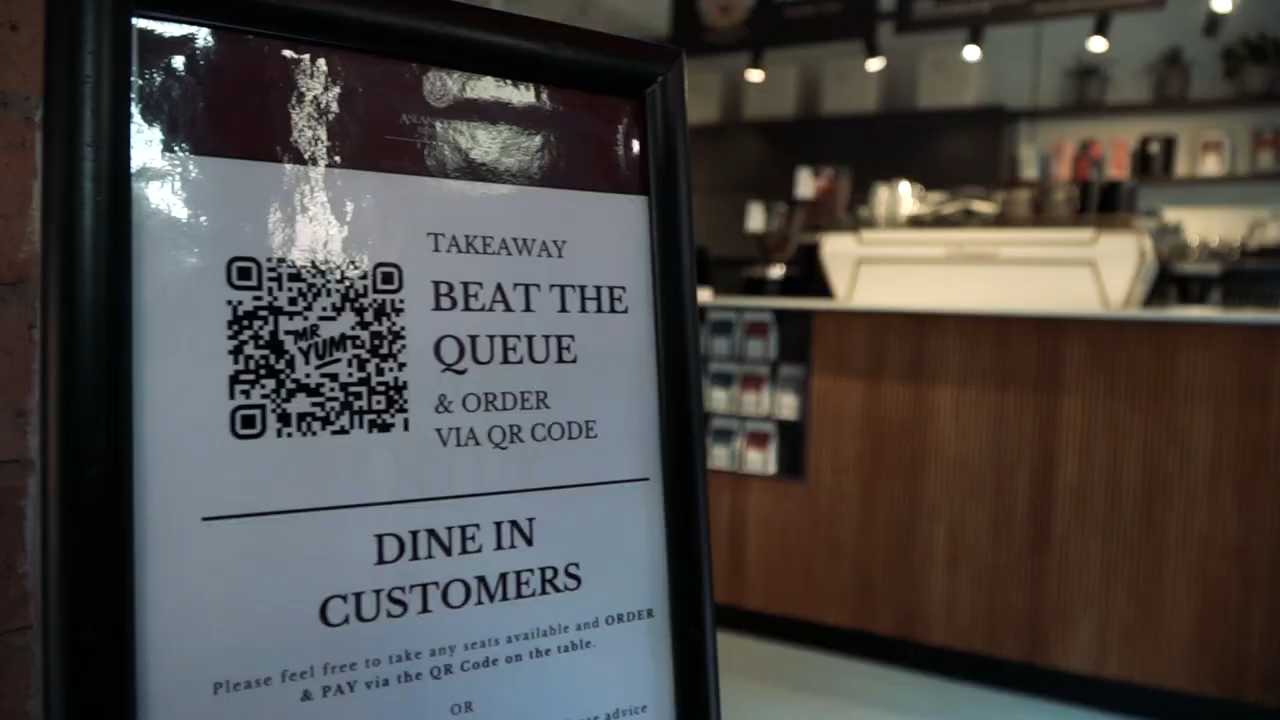 TAKEAWAY
BEAT THE
QUEUE
& ORDER
VIA QR CODE
MR
YUM
DINE IN
CUSTOMERS
Please feel free to take any seats available and ORDER
& PAY via the QR Code on the table.
OR
advice